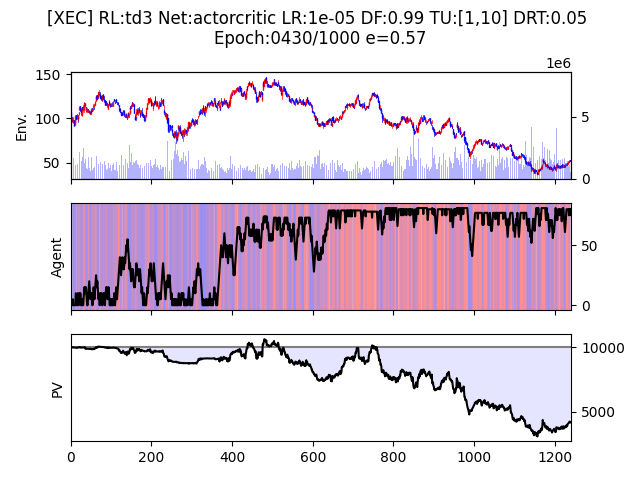 [XEC] RL:td3 Net:actorcritic LR:1e-05 DF:0.99 TU:[1,10] DRT:0.05
Epoch:0430/1000 e=0.57
1e6
150
100
50
Env.
5
0
Agent
50
0
PV
10000
5000
0 200 400 600 800 1000 1200